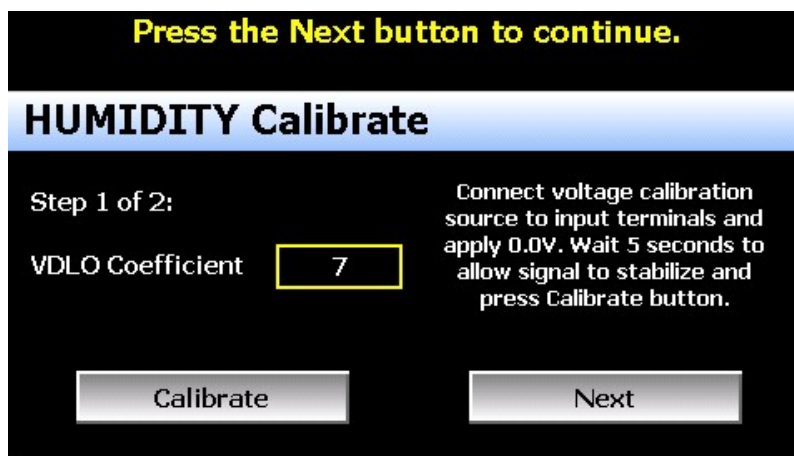 Press the Next button to continue.
HUMIDITY Calibrate
Step 1 of 2:
VDLO Coefficient 7
Connect voltage calibration
source to input terminals and
apply 0.0V. Wait 5 seconds to
allow signal to stabilize and
press Calibrate button.
Calibrate
Next